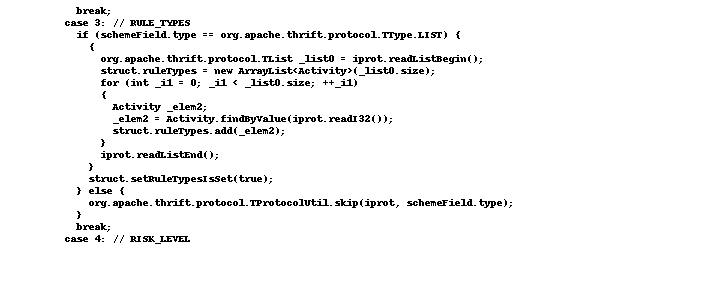 break;
case 3: // RULE_TYPES
if (schemeField.type == org.apache.thrift.protocol.TType.LIST) {
{
org.apache.thrift.protocol.TList _list0 = iprot.readListBegin();
struct.ruleTypes = new ArrayList<Activity>(_list0.size);
for (int _i1 = 0; _i1 < _list0.size; ++_i1)
{
Activity _elem2;
_elem2 = Activity.findByValue(iprot.readI32());
struct.ruleTypes.add(_elem2);
}
iprot.readListEnd();
}
struct.setRuleTypesIsSet(true);
} else {
org.apache.thrift.protocol.TProtocolUtil.skip(iprot, schemeField.type);
}
break;
case 4: // RISK_LEVEL